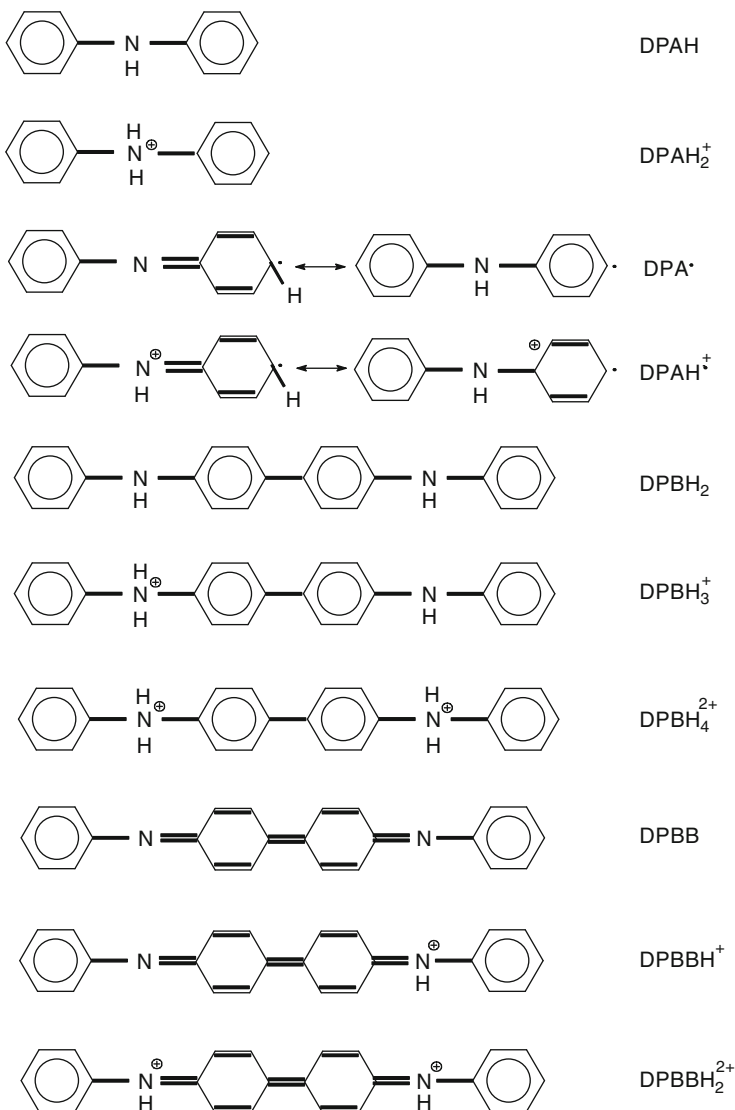 N DPAH
H
H
N⊕ DPAH₂⁺
H
N · N · DPA·
H H
N⊕ · ⊕ N · DPAH⁺·
H H H
N N DPBH₂
H H
H
N⊕ N DPBH₃⁺
H H
H H
N⊕ N⊕ DPBH₄²⁺
H H
N N DPBB
N N⊕ DPBBH⁺
H
N⊕ N⊕ DPBBH₂²⁺
H H